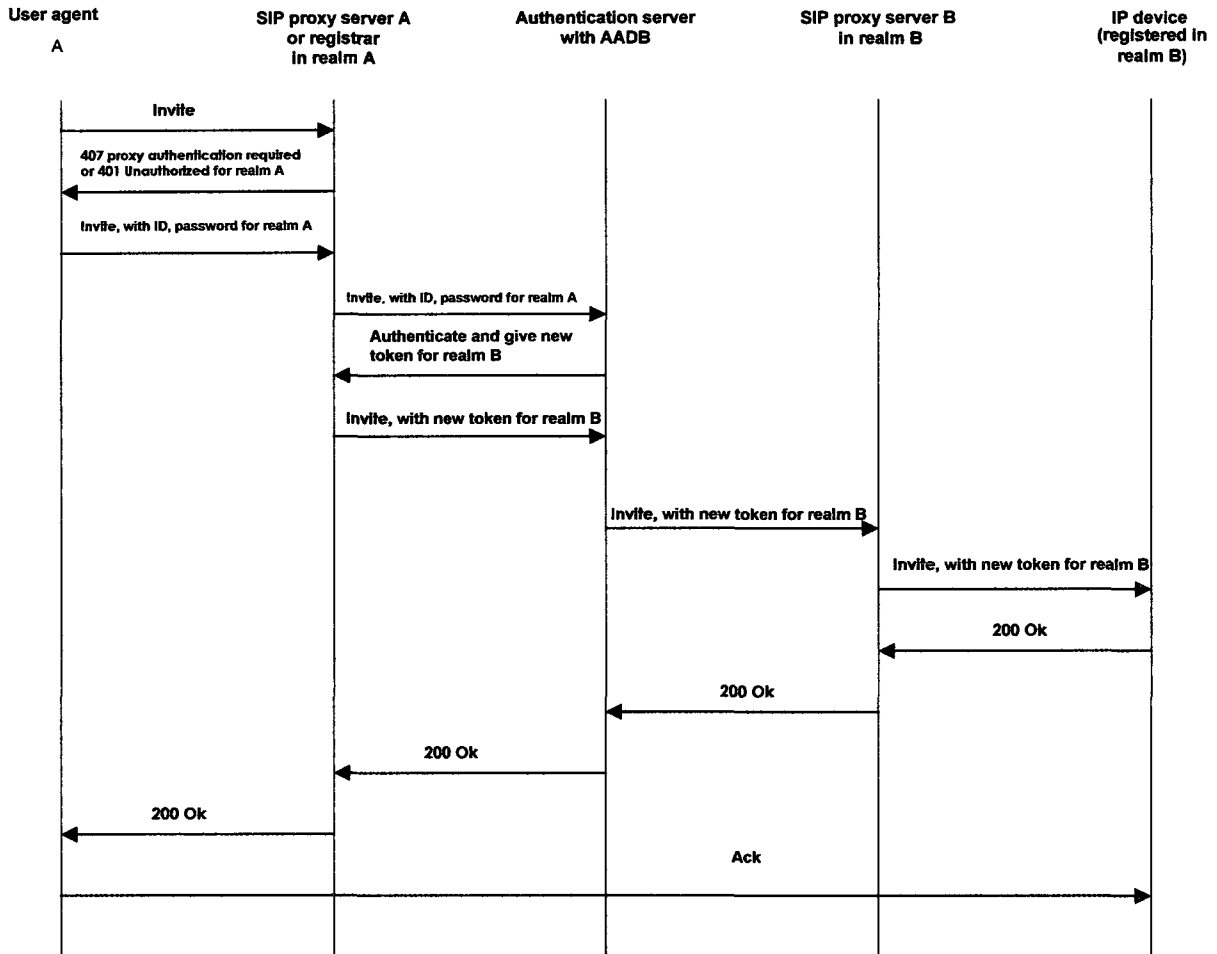 User agent
A
SIP proxy server A
or registrar
in realm A
Authentication server
with AADB
SIP proxy server B
in realm B
IP device
(registered in
realm B)
Invite
407 proxy authentication required
or 401 Unauthorized for realm A
Invite, with ID, password for realm A
Invite, with ID, password for realm A
Authenticate and give new
token for realm B
Invite, with new token for realm B
Invite, with new token for realm B
Invite, with new token for realm B
200 Ok
200 Ok
200 Ok
200 Ok
Ack